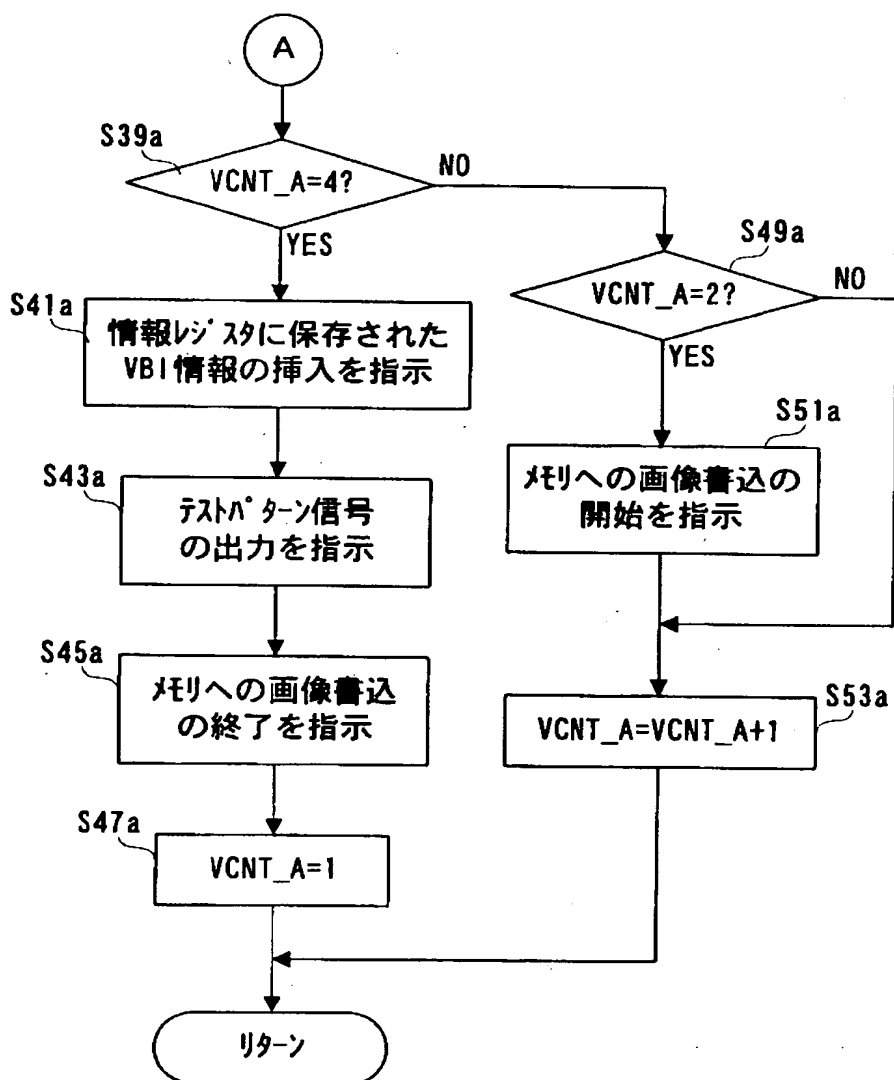 A
S39a
VCNT_A=4?
NO
YES
S49a
VCNT_A=2?
NO
YES
S41a
情報レジスタに保存された
VBI情報の挿入を指示
S51a
メモリへの画像書込の
開始を指示
S43a
テストパターン信号
の出力を指示
S45a
メモリへの画像書込
の終了を指示
S53a
VCNT_A=VCNT_A+1
S47a
VCNT_A=1
リターン